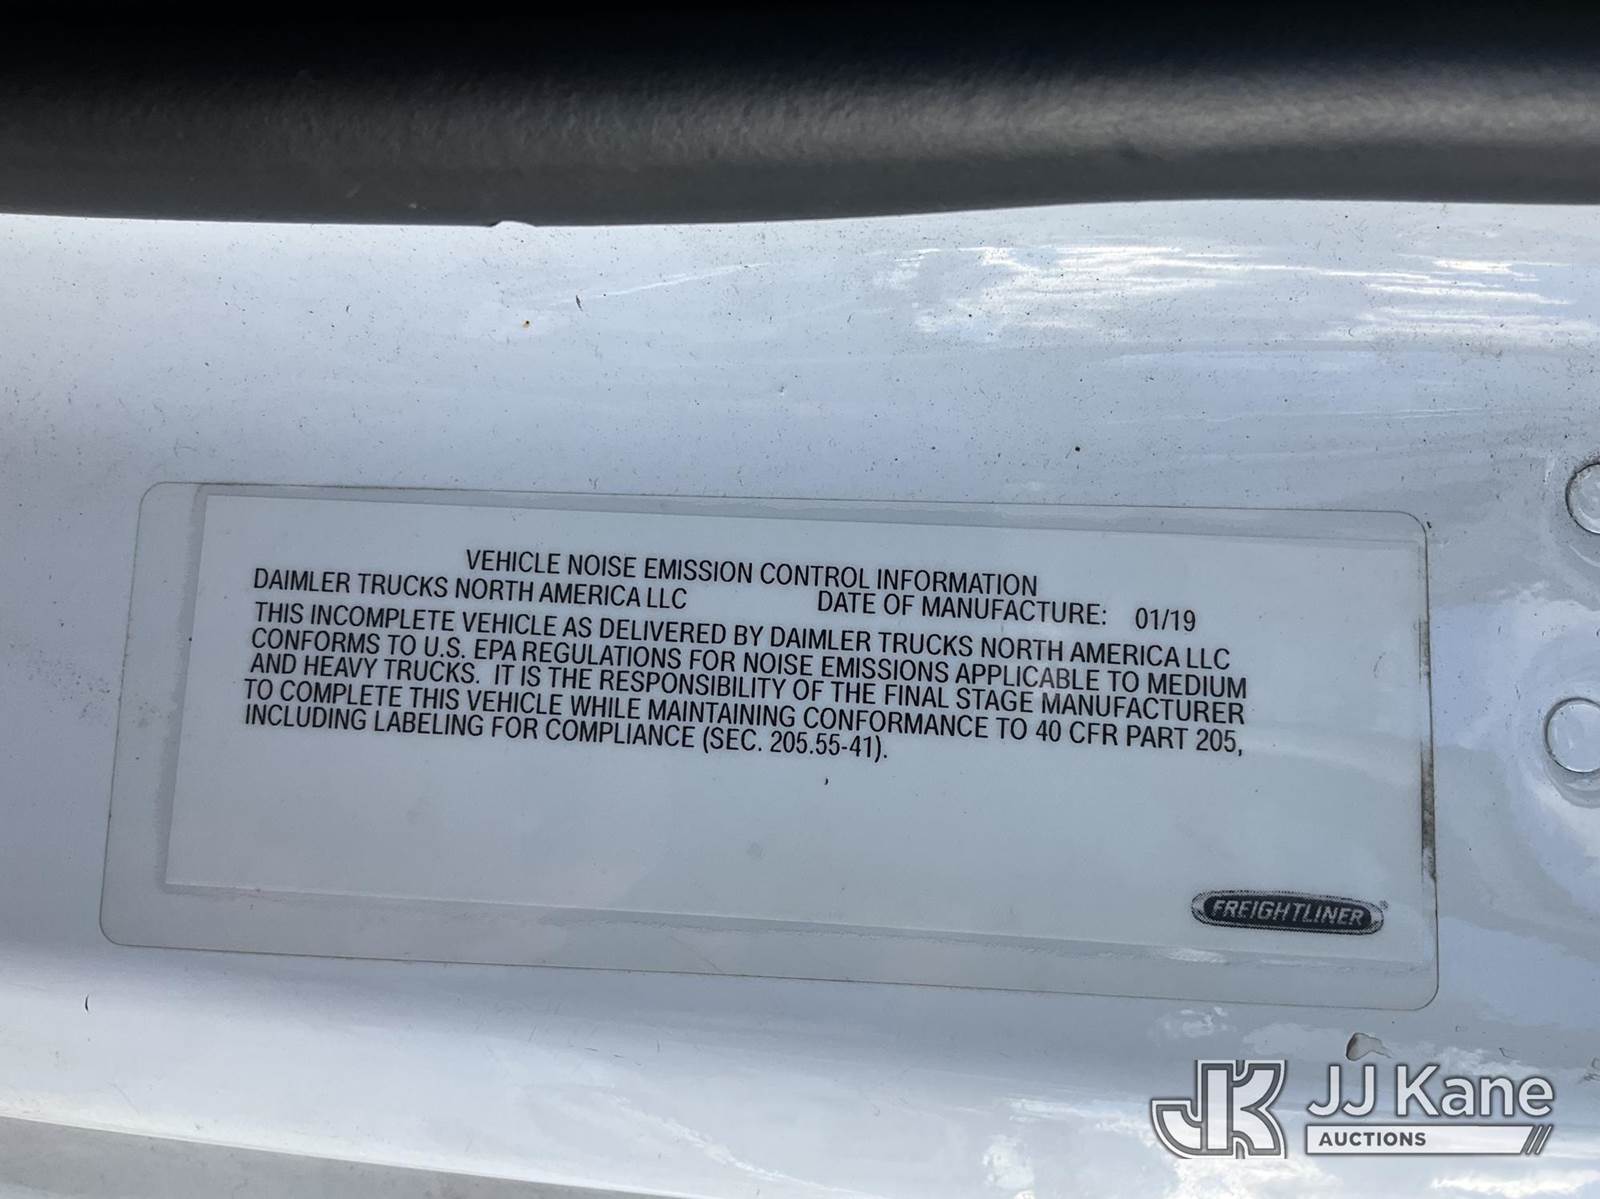 VEHICLE NOISE EMISSION CONTROL INFORMATION
DAIMLER TRUCKS NORTH AMERICA LLC DATE OF MANUFACTURE: 01/19
THIS INCOMPLETE VEHICLE AS DELIVERED BY DAIMLER TRUCKS NORTH AMERICA LLC
CONFORMS TO U.S. EPA REGULATIONS FOR NOISE EMISSIONS APPLICABLE TO MEDIUM
AND HEAVY TRUCKS. IT IS THE RESPONSIBILITY OF THE FINAL STAGE MANUFACTURER
TO COMPLETE THIS VEHICLE WHILE MAINTAINING CONFORMANCE TO 40 CFR PART 205,
INCLUDING LABELING FOR COMPLIANCE (SEC. 205.55-41).
FREIGHTLINER®
JK JJ Kane
AUCTIONS